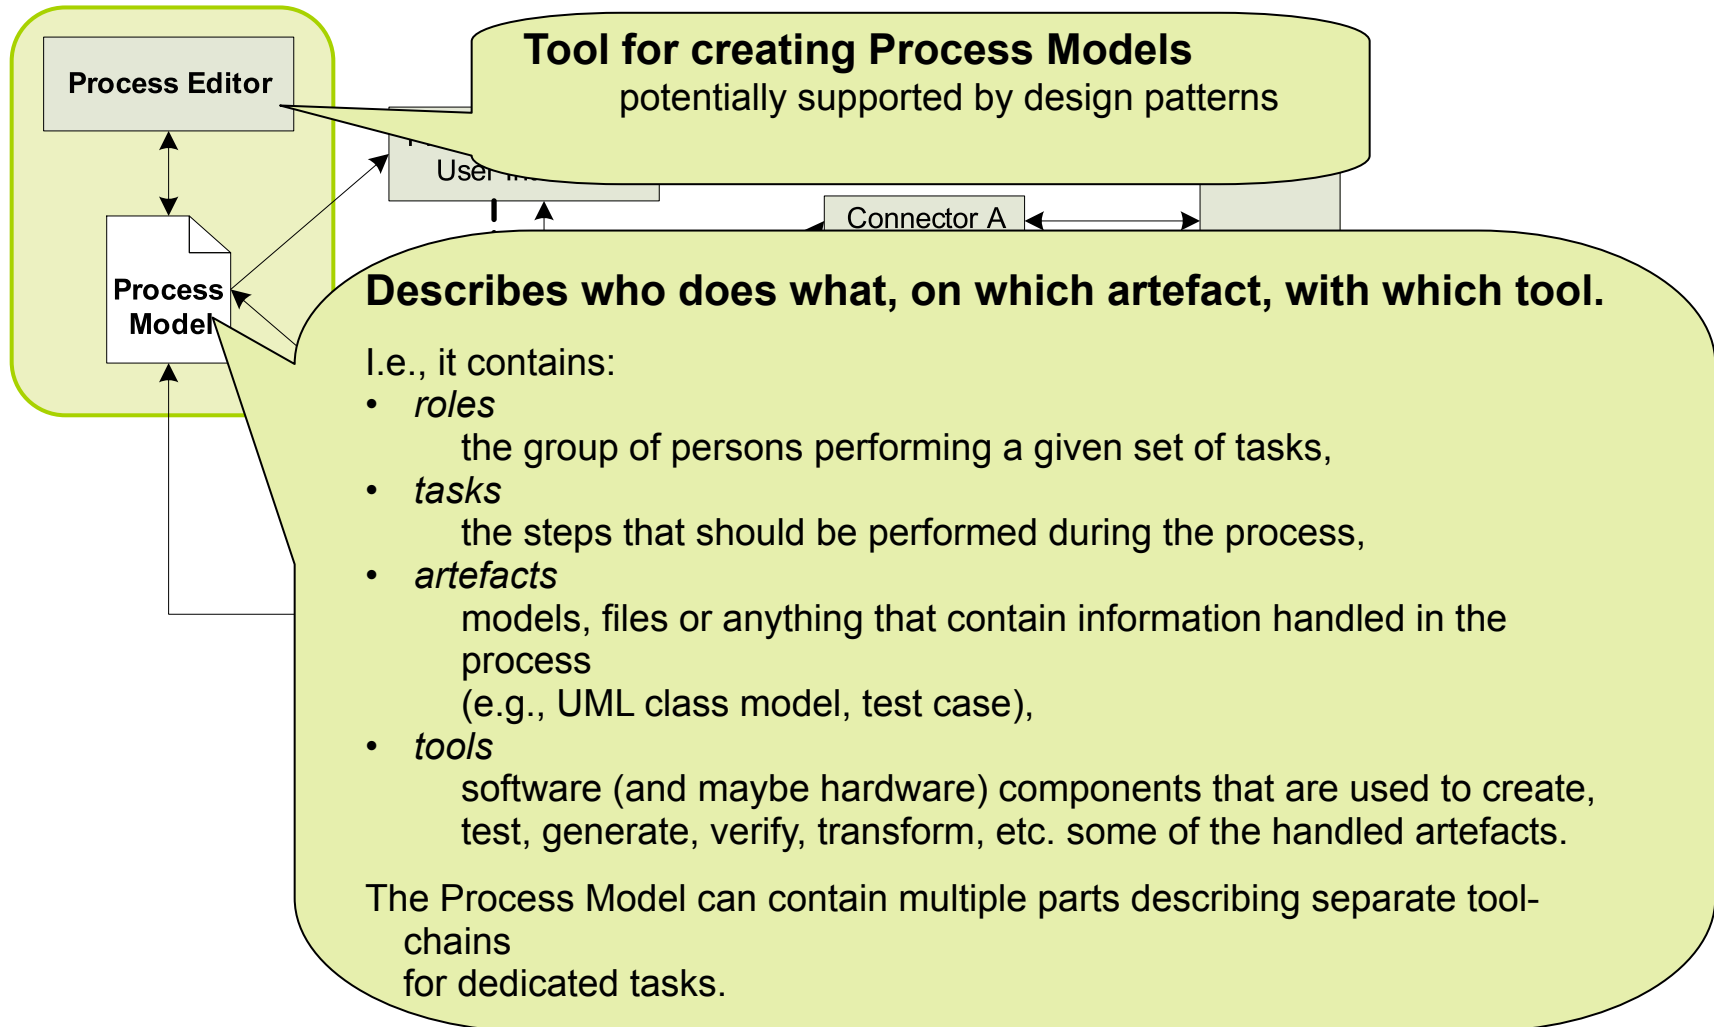 Process Editor
Tool for creating Process Models
potentially supported by design patterns
User
Connector A
Process
Model
Describes who does what, on which artefact, with which tool.
I.e., it contains:
• roles
the group of persons performing a given set of tasks,
• tasks
the steps that should be performed during the process,
• artefacts
models, files or anything that contain information handled in the
process
(e.g., UML class model, test case),
• tools
software (and maybe hardware) components that are used to create,
test, generate, verify, transform, etc. some of the handled artefacts.
The Process Model can contain multiple parts describing separate tool-
chains
for dedicated tasks.